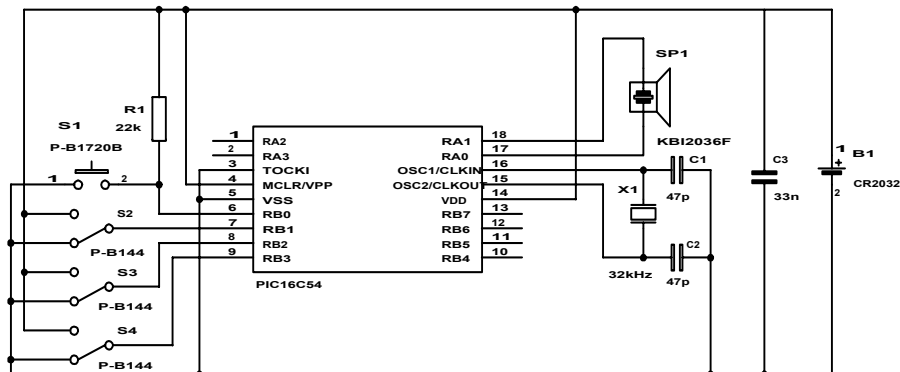 SP1
KBI2036F
R1
22k
S1
P-B1720B
1
2
S2
P-B144
S3
P-B144
S4
P-B144
1 RA2
2 RA3
3 TOCKI
4 MCLR/VPP
5 VSS
6 RB0
7 RB1
8 RB2
9 RB3
RA1 18
RA0 17
OSC1/CLKIN 16
OSC2/CLKOUT 15
VDD 14
RB7 13
RB6 12
RB5 11
RB4 10
PIC16C54
C1
47p
X1
32kHz
C2
47p
C3
33n
1
B1
+
CR2032
2